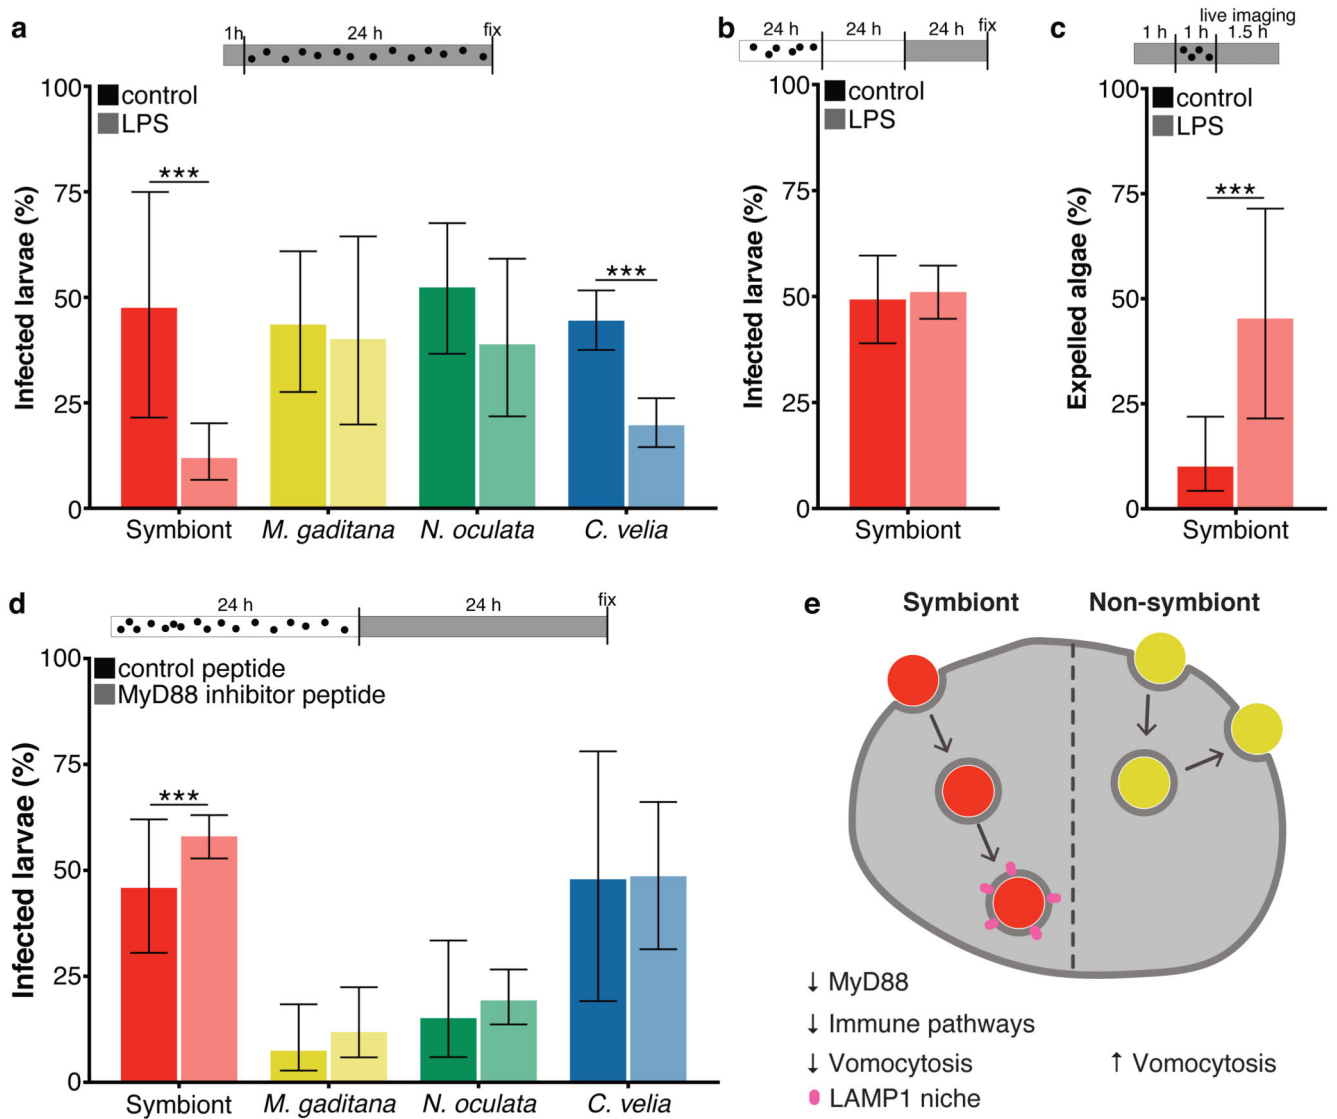 a
1h
24 h
fix
100
75
50
25
0
Infected larvae (%)
control
LPS
***
***
Symbiont
M. gaditana
N. oculata
C. velia
b
24 h
24 h
24 h
fix
100
75
50
25
0
Infected larvae (%)
control
LPS
Symbiont
c
live imaging
1 h
1 h
1.5 h
100
75
50
25
0
Expelled algae (%)
control
LPS
***
Symbiont
d
24 h
24 h
fix
100
75
50
25
0
Infected larvae (%)
control peptide
MyD88 inhibitor peptide
***
Symbiont
M. gaditana
N. oculata
C. velia
e
Symbiont
Non-symbiont
↓ MyD88
↓ Immune pathways
↓ Vomocytosis
↑ Vomocytosis
LAMP1 niche